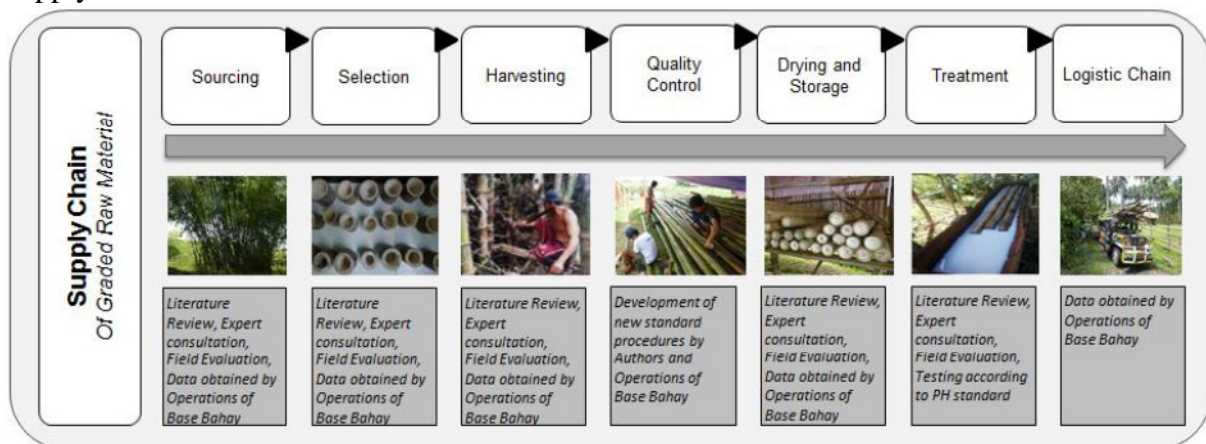 Supply Chain
Of Graded Raw Material
Sourcing
Selection
Harvesting
Quality
Control
Drying and
Storage
Treatment
Logistic Chain
Literature
Review, Expert
consultation,
Field Evaluation,
Data obtained by
Operations of
Base Bahay
Literature
Review, Expert
consultation,
Field Evaluation,
Data obtained by
Operations of
Base Bahay
Literature Review,
Expert
consultation,
Field Evaluation,
Data obtained by
Operations of
Base Bahay
Development of
new standard
procedures by
Authors and
Operations of
Base Bahay
Literature Review,
Expert
consultation,
Field Evaluation,
Data obtained by
Operations of
Base Bahay
Literature Review,
Expert
consultation,
Field Evaluation,
Testing according
to PH standard
Data obtained by
Operations of
Base Bahay